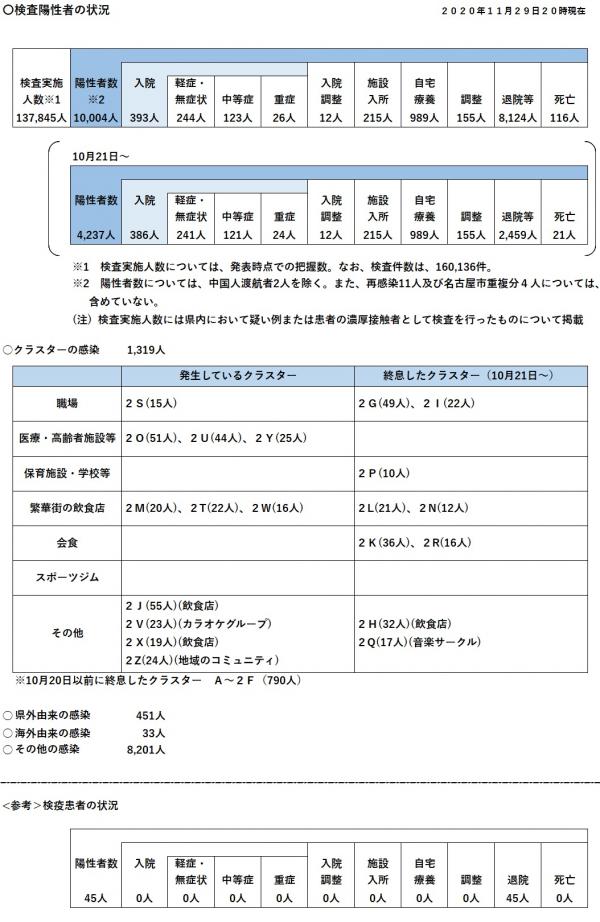 〇検査陽性者の状況
２０２０年１１月２９日２０時現在
検査実施人数※1 陽性者数※2 入院 軽症・無症状 中等症 重症 入院調整 施設入所 自宅療養 調整 退院等 死亡
137,845人 10,004人 393人 244人 123人 26人 12人 215人 989人 155人 8,124人 116人
10月21日～
陽性者数 入院 軽症・無症状 中等症 重症 入院調整 施設入所 自宅療養 調整 退院等 死亡
4,237人 386人 241人 121人 24人 12人 215人 989人 155人 2,459人 21人
※1　検査実施人数については、発表時点での把握数。なお、検査件数は、160,136件。
※2　陽性者数については、中国人渡航者2人を除く。また、再感染11人及び名古屋市重複分４人については、
含めていない。
(注）検査実施人数には県内において疑い例または患者の濃厚接触者として検査を行ったものについて掲載
○クラスターの感染　1,319人
発生しているクラスター 終息したクラスター（10月21日～）
職場 ２Ｓ(15人) ２Ｇ(49人)、２Ｉ(22人)
医療・高齢者施設等 ２Ｏ(51人)、２Ｕ(44人)、２Ｙ(25人)
保育施設・学校等 ２Ｐ(10人)
繁華街の飲食店 ２Ｍ(20人)、２Ｔ(22人)、２Ｗ(16人) ２Ｌ(21人)、２Ｎ(12人)
会食 ２Ｋ(36人)、２Ｒ(16人)
スポーツジム
その他
２Ｊ(55人)(飲食店)
２Ｖ(23人)(カラオケグループ)
２Ｘ(19人)(飲食店)
２Ｚ(24人)(地域のコミュニティ)
２Ｈ(32人)(飲食店)
２Ｑ(17人)(音楽サークル)
※10月20日以前に終息したクラスター　Ａ～２Ｆ（790人）
○ 県外由来の感染　451人
○ 海外由来の感染　33人
○ その他の感染　8,201人
<参考＞検疫患者の状況
陽性者数 入院 軽症・無症状 中等症 重症 入院調整 施設入所 自宅療養 調整 退院 死亡
45人 0人 0人 0人 0人 0人 0人 0人 0人 45人 0人